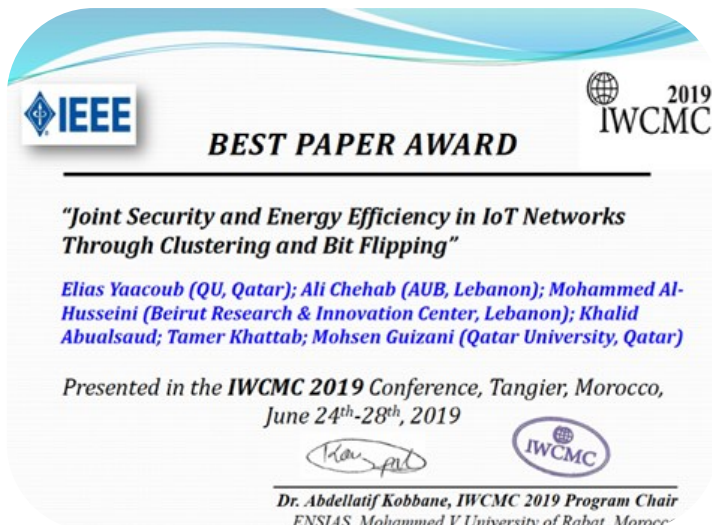 IEEE
2019
IWCMC
BEST PAPER AWARD
“Joint Security and Energy Efficiency in IoT Networks
Through Clustering and Bit Flipping”
Elias Yaacoub (QU, Qatar); Ali Chehab (AUB, Lebanon); Mohammed Al-
Husseini (Beirut Research & Innovation Center, Lebanon); Khalid
Abualsaud; Tamer Khattab; Mohsen Guizani (Qatar University, Qatar)
Presented in the IWCMC 2019 Conference, Tangier, Morocco,
June 24th-28th, 2019
IWCMC
Dr. Abdellatif Kobbane, IWCMC 2019 Program Chair
ENSIAS, Mohammed V University of Rabat, Morocc